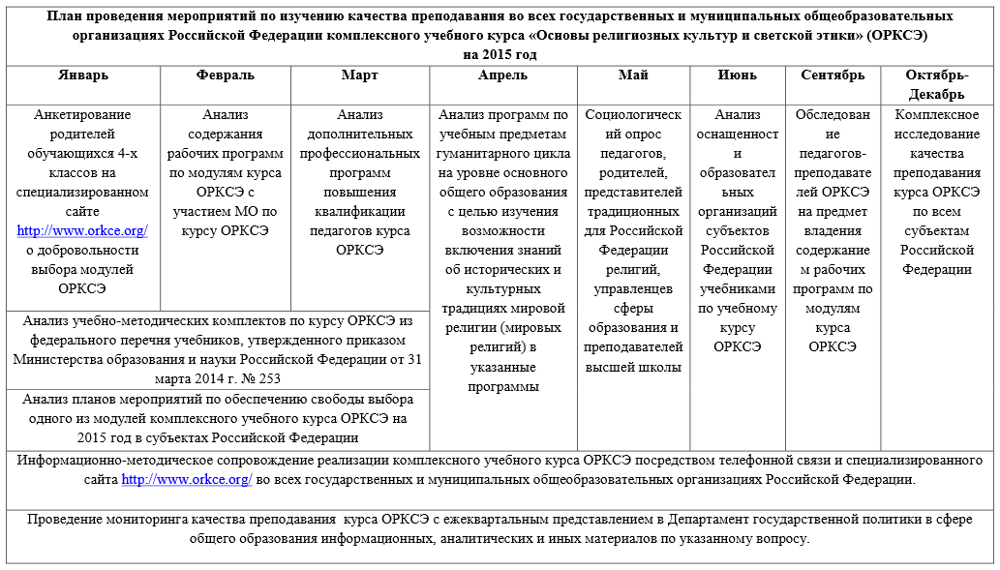 План проведения мероприятий по изучению качества преподавания во всех государственных и муниципальных общеобразовательных
организациях Российской Федерации комплексного учебного курса «Основы религиозных культур и светской этики» (ОРКСЭ)
на 2015 год
Январь
Февраль
Март
Апрель
Май
Июнь
Сентябрь
Октябрь-
Декабрь
Анкетирование
родителей
обучающихся 4-х
классов на
специализированном
сайте
http://www.orkce.org/
о добровольности
выбора модулей
ОРКСЭ
Анализ
содержания
рабочих программ
по модулям курса
ОРКСЭ с
участием МО по
курсу ОРКСЭ
Анализ
дополнительных
профессиональных
программ
повышения
квалификации
педагогов курса
ОРКСЭ
Анализ программ по
учебным предметам
гуманитарного цикла
на уровне основного
общего образования
с целью изучения
возможности
включения знаний
об исторических и
культурных
традициях мировой
религии (мировых
религий) в
указанные
программы
Социологическ
ий опрос
педагогов,
родителей,
представителей
традиционных
для Российской
Федерации
религий,
управленцев
сферы
образования и
преподавателей
высшей школы
Анализ
оснащенност
и
образовател
ьных
организаций
субъектов
Российской
Федерации
учебниками
по учебному
курсу
ОРКСЭ
Обследован
ие
педагогов-
преподавате
лей ОРКСЭ
на предмет
владения
содержание
м рабочих
программ по
модулям
курса
ОРКСЭ
Комплексное
исследование
качества
преподавания
курса ОРКСЭ
по всем
субъектам
Российской
Федерации
Анализ учебно-методических комплектов по курсу ОРКСЭ из
федерального перечня учебников, утвержденного приказом
Министерства образования и науки Российской Федерации от 31
марта 2014 г. № 253
Анализ планов мероприятий по обеспечению свободы выбора
одного из модулей комплексного учебного курса ОРКСЭ на
2015 год в субъектах Российской Федерации
Информационно-методическое сопровождение реализации комплексного учебного курса ОРКСЭ посредством телефонной связи и специализированного
сайта http://www.orkce.org/ во всех государственных и муниципальных общеобразовательных организациях Российской Федерации.
Проведение мониторинга качества преподавания курса ОРКСЭ с ежеквартальным представлением в Департамент государственной политики в сфере
общего образования информационных, аналитических и иных материалов по указанному вопросу.